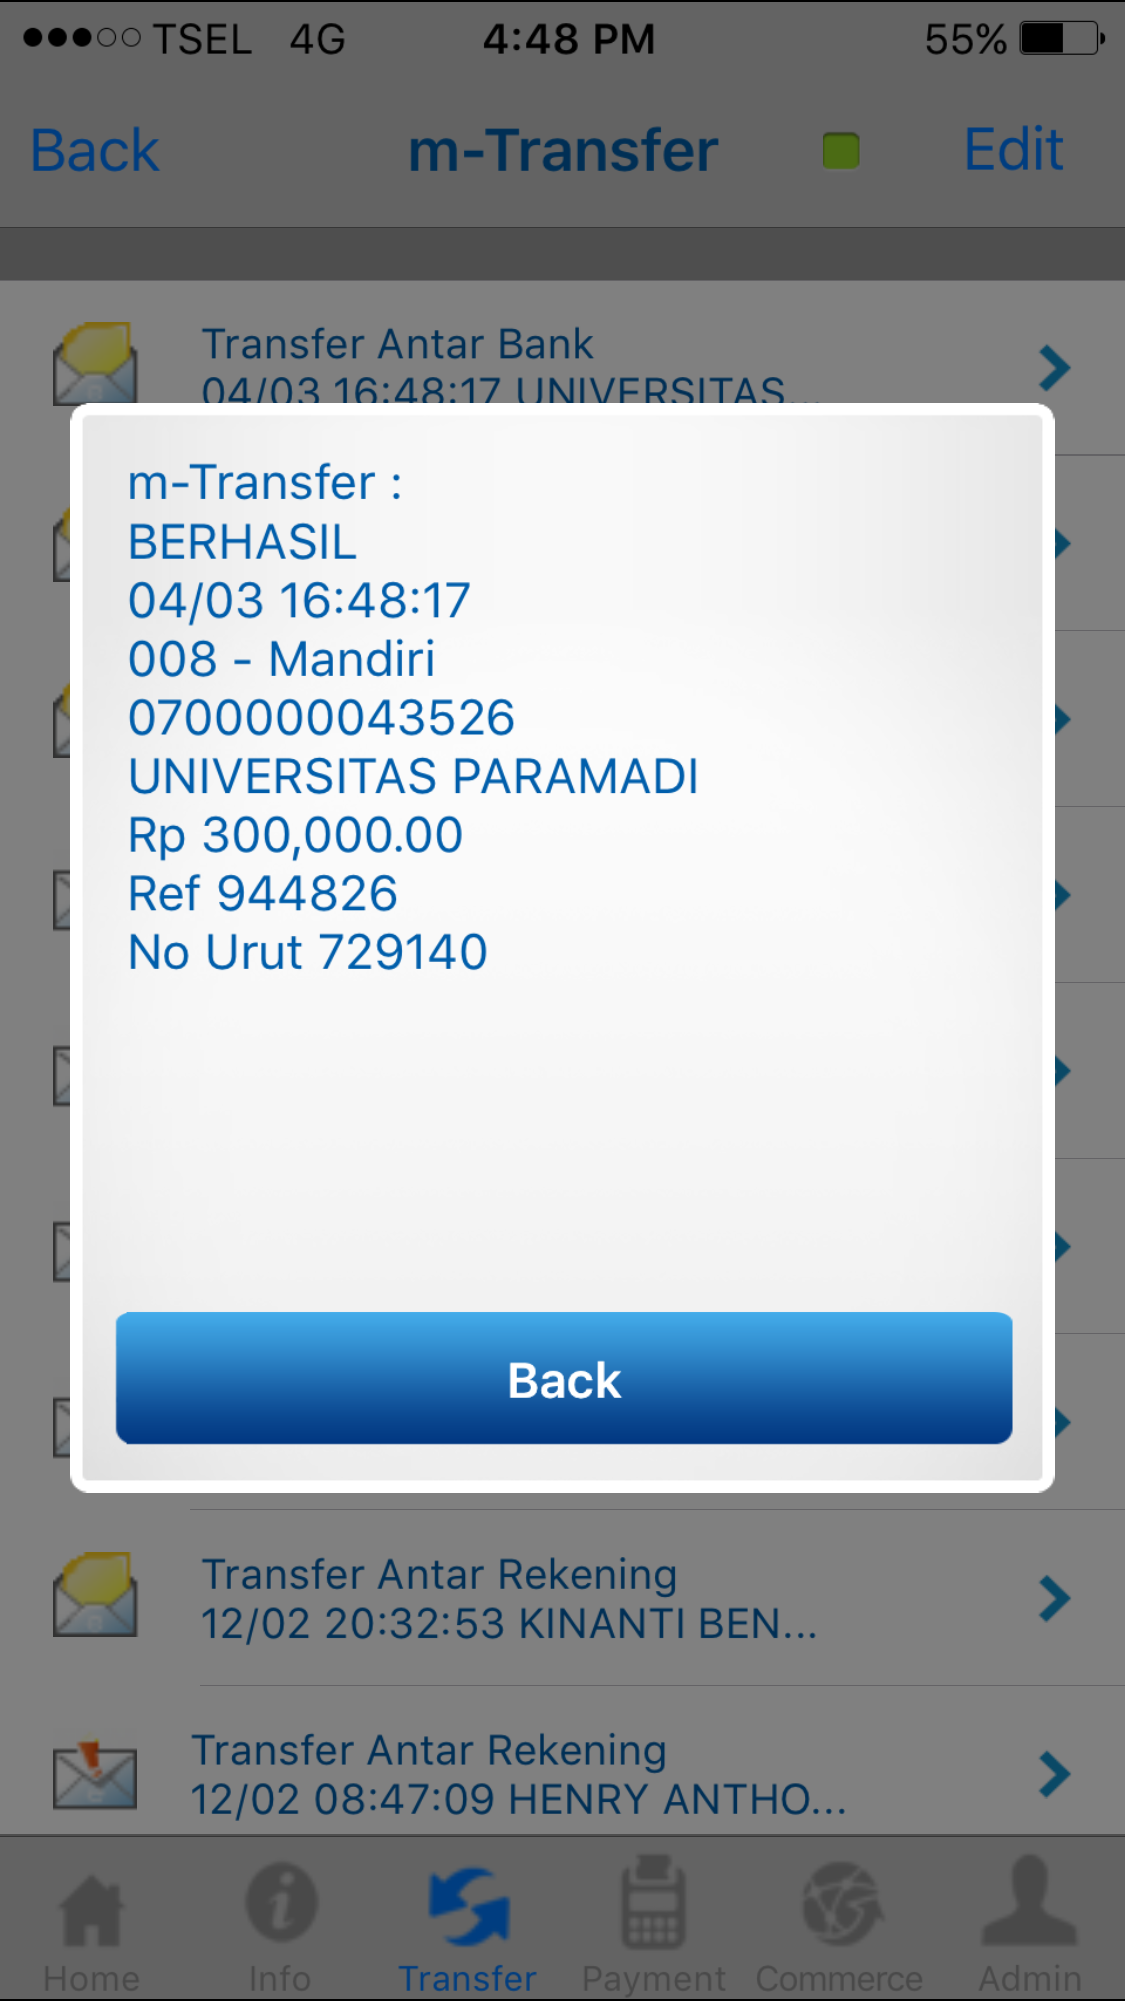 TSEL 4G 4:48 PM 55%
Back m-Transfer Edit
Transfer Antar Bank
04/03 16:48:17 UNIVERSITAS...
m-Transfer :
BERHASIL
04/03 16:48:17
008 - Mandiri
0700000043526
UNIVERSITAS PARAMADI
Rp 300,000.00
Ref 944826
No Urut 729140
Back
Transfer Antar Rekening
12/02 20:32:53 KINANTI BEN...
Transfer Antar Rekening
12/02 08:47:09 HENRY ANTHO...
Home Info Transfer Payment Commerce Admin